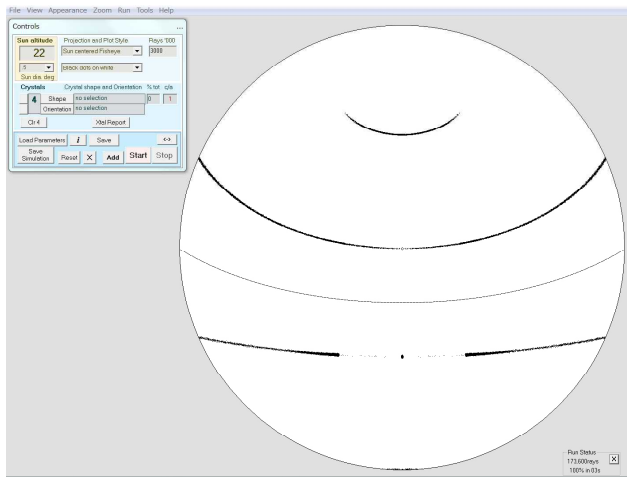 File View Appearance Zoom Run Tools Help
Controls ...
Sun altitude Projection and Plot Style Rays '000
22 Sun centered Fisheye 3000
.5 Black dots on white
Sun dia. deg
Crystals Crystal shape and Orientation % tot c/a
4 Shape no selection 0 1
Orientation no selection
Clr 4 Xtal Report
Load Parameters i Save <->
Save Simulation Reset X Add Start Stop
Run Status
173,600rays X
100% in 03s